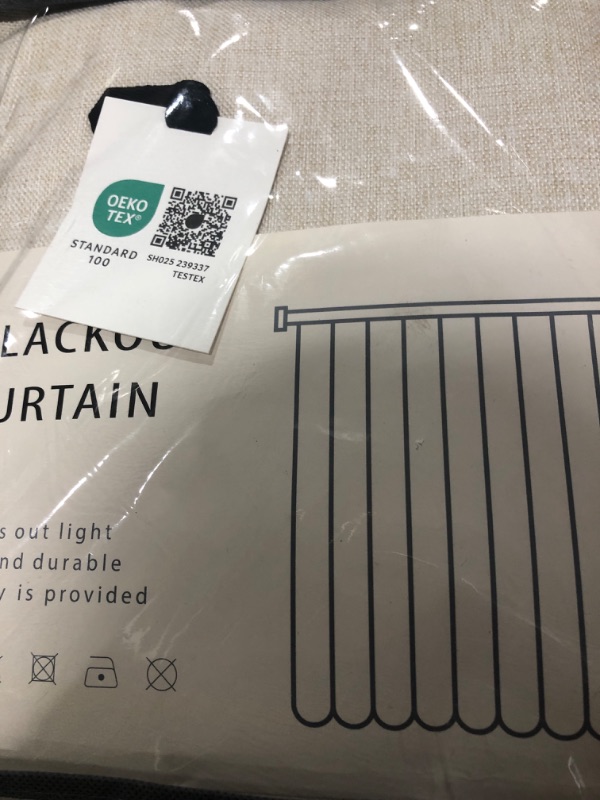 OEKO
TEX®
STANDARD
100
SH025 239337
TESTEX
LACKOU
URTAIN
s out light
nd durable
y is provided